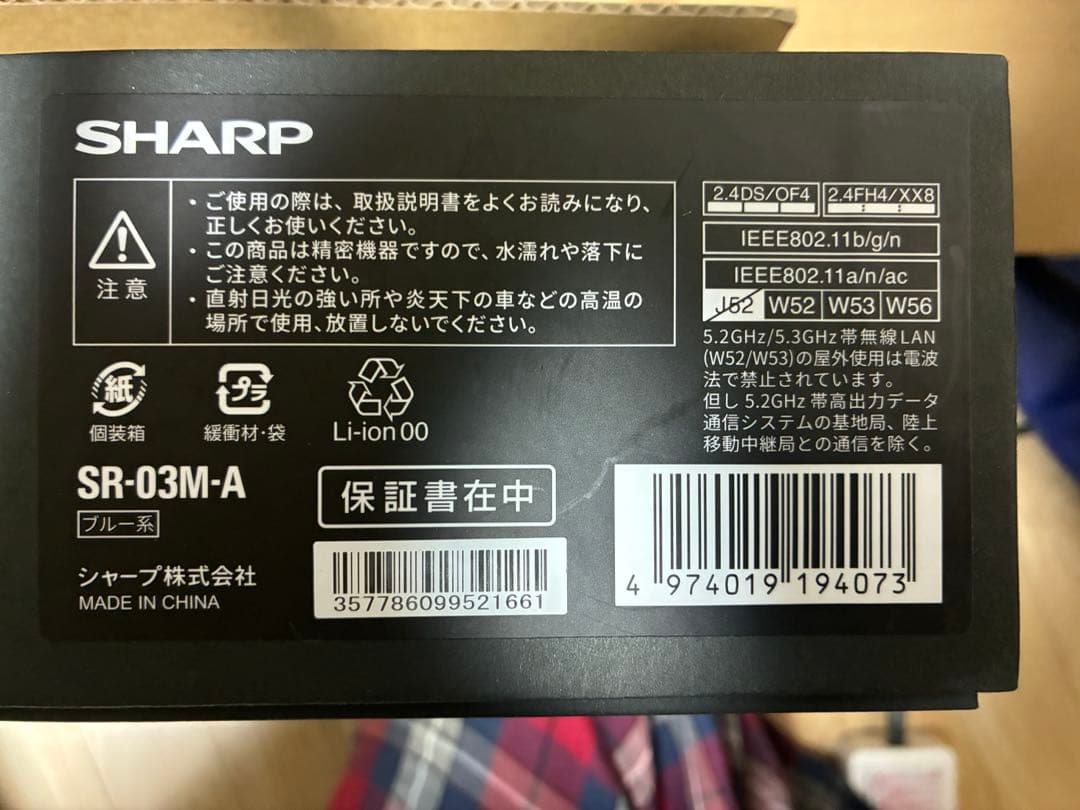 SHARP
注意
・ご使用の際は、取扱説明書をよくお読みになり、
正しくお使いください。
・この商品は精密機器ですので、水濡れや落下に
ご注意ください。
・直射日光の強い所や炎天下の車などの高温の
場所で使用、放置しないでください。
2.4DS/OF4 2.4FH4/XX8
IEEE802.11b/g/n
IEEE802.11a/n/ac
J52 W52 W53 W56
5.2GHz/5.3GHz帯無線LAN
(W52/W53)の屋外使用は電波
法で禁止されています。
但し5.2GHz帯高出力データ
通信システムの基地局、陸上
移動中継局との通信を除く。
紙 プラ
個装箱 緩衝材・袋 Li-ion 00
SR-03M-A
ブルー系
保証書在中
シャープ株式会社
MADE IN CHINA
357786099521661
4 974019 194073